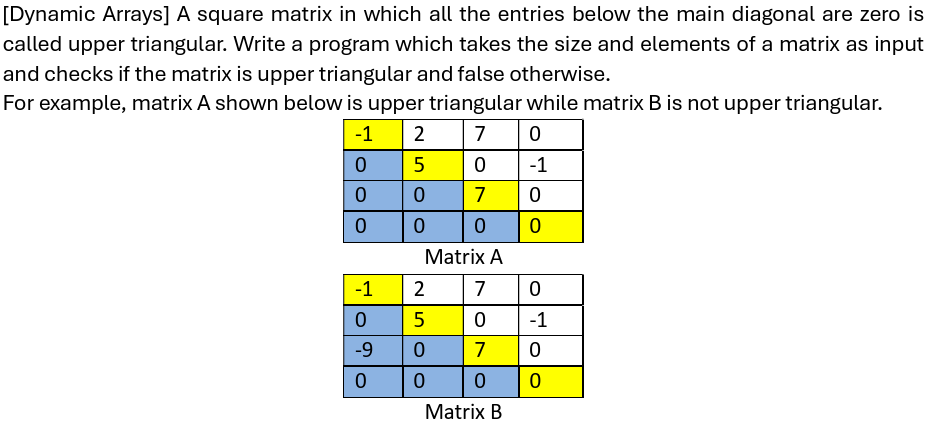 [Dynamic Arrays] A square matrix in which all the entries below the main diagonal are zero is
called upper triangular. Write a program which takes the size and elements of a matrix as input
and checks if the matrix is upper triangular and false otherwise.
For example, matrix A shown below is upper triangular while matrix B is not upper triangular.
-1 2 7 0
0 5 0 -1
0 0 7 0
0 0 0 0
Matrix A
-1 2 7 0
0 5 0 -1
-9 0 7 0
0 0 0 0
Matrix B